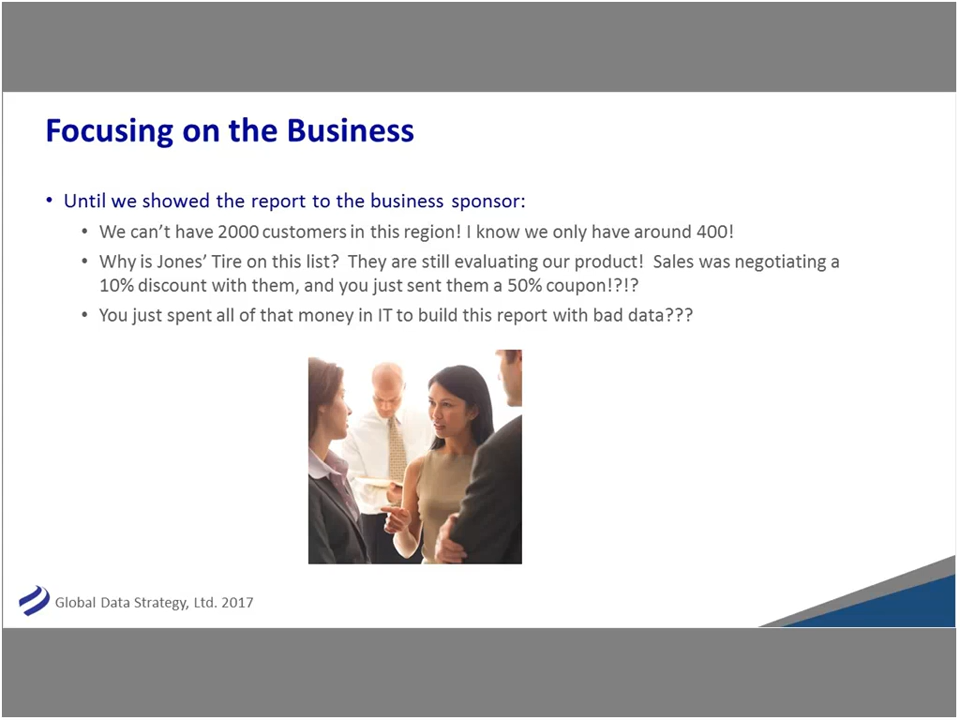 Focusing on the Business
• Until we showed the report to the business sponsor:
• We can't have 2000 customers in this region! I know we only have around 400!
• Why is Jones' Tire on this list?  They are still evaluating our product!  Sales was negotiating a
10% discount with them, and you just sent them a 50% coupon!?!?
• You just spent all of that money in IT to build this report with bad data???
Global Data Strategy, Ltd. 2017